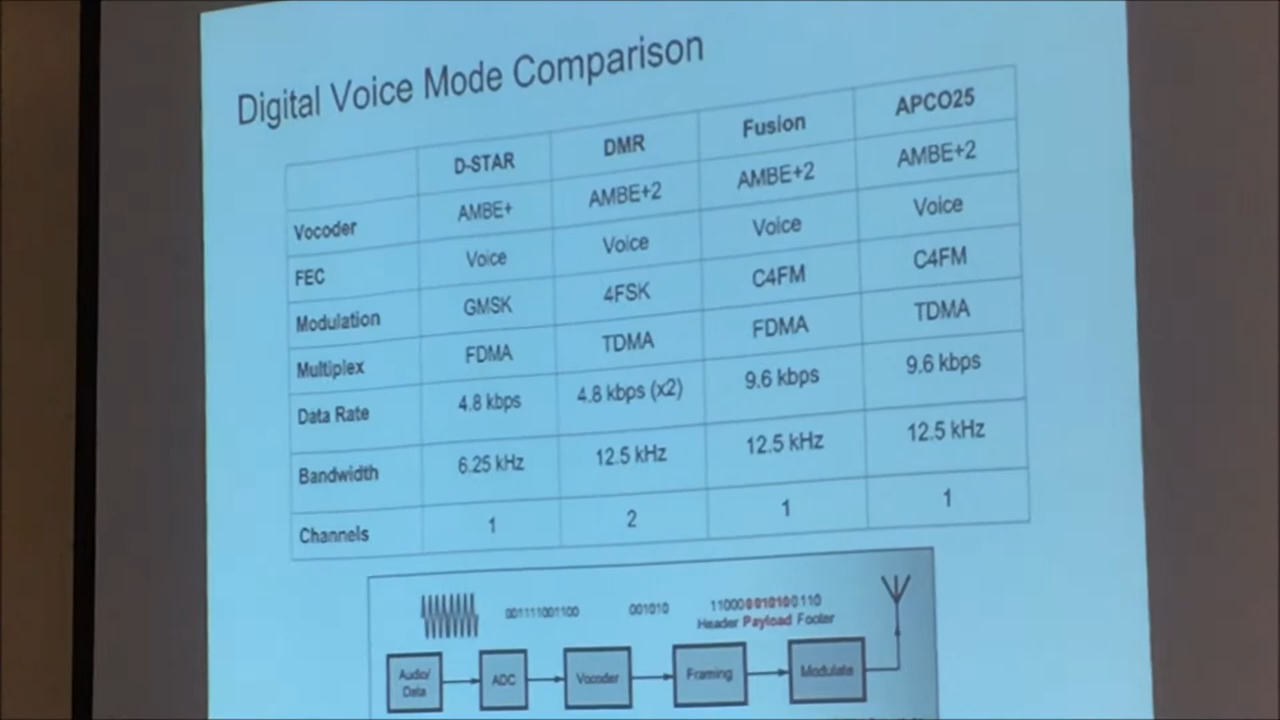 Digital Voice Mode Comparison
D-STAR DMR Fusion APCO25
Vocoder AMBE+ AMBE+2 AMBE+2 AMBE+2
FEC Voice Voice Voice Voice
Modulation GMSK 4FSK C4FM C4FM
Multiplex FDMA TDMA FDMA TDMA
Data Rate 4.8 kbps 4.8 kbps (x2) 9.6 kbps 9.6 kbps
Bandwidth 6.25 kHz 12.5 kHz 12.5 kHz 12.5 kHz
Channels 1 2 1 1
001111001100 001010 110000010100110
Header Payload Footer
Audio/
Data
ADC
Vocoder
Framing
Modulate